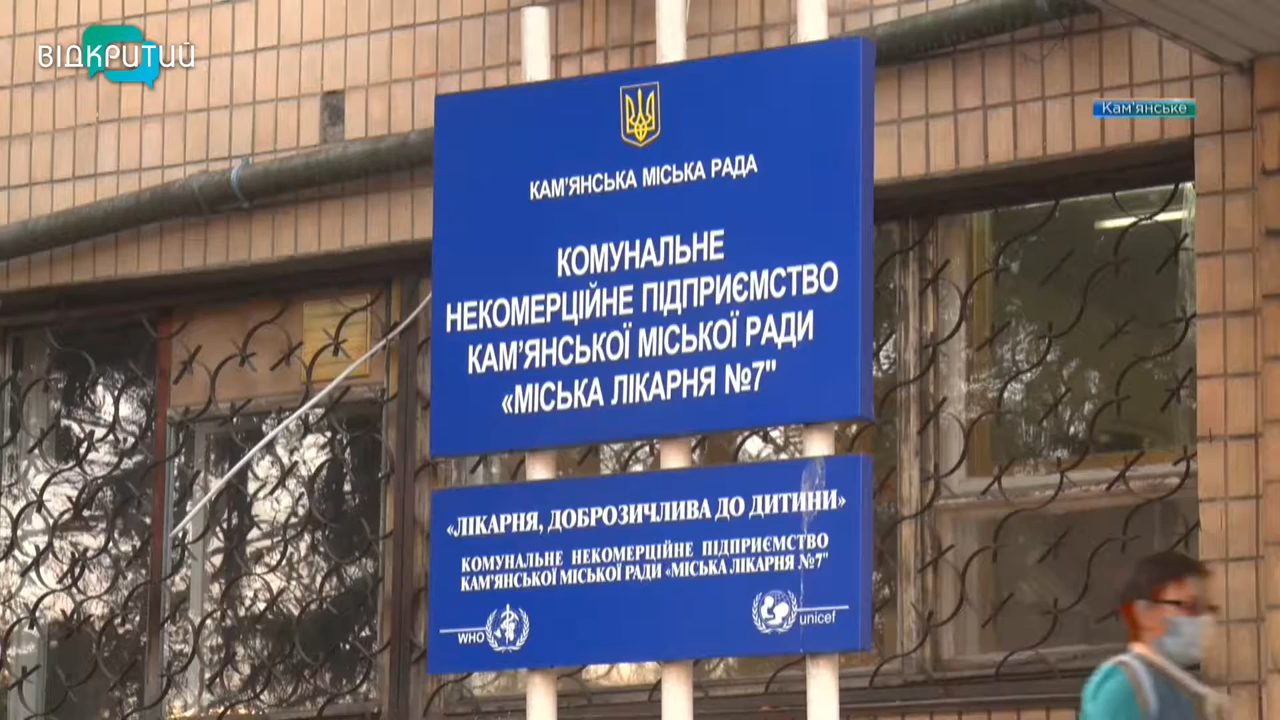 ВІДКРИТИЙ
Кам'янське
КАМ'ЯНСЬКА МІСЬКА РАДА
КОМУНАЛЬНЕ
НЕКОМЕРЦІЙНЕ ПІДПРИЄМСТВО
КАМ'ЯНСЬКОЇ МІСЬКОЇ РАДИ
«МІСЬКА ЛІКАРНЯ №7"
«ЛІКАРНЯ, ДОБРОЗИЧЛИВА ДО ДИТИНИ»
КОМУНАЛЬНЕ НЕКОМЕРЦІЙНЕ ПІДПРИЄМСТВО
КАМ'ЯНСЬКОЇ МІСЬКОЇ РАДИ «МІСЬКА ЛІКАРНЯ №7"
WHO
unicef